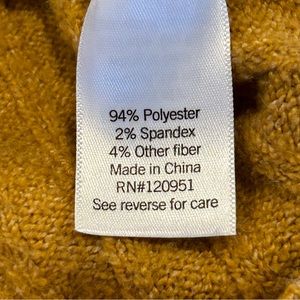 94% Polyester
2% Spandex
4% Other fiber
Made in China
RN#120951
See reverse for care